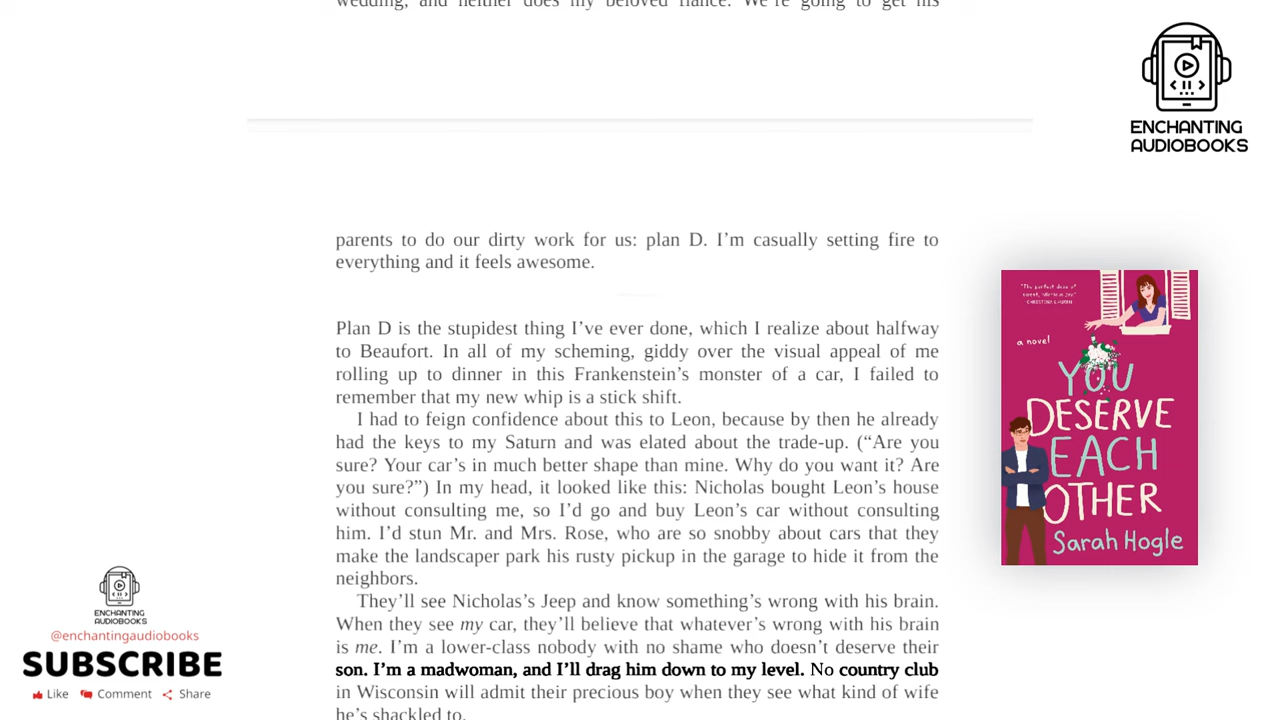 wedding, and neither does my beloved fiancé. We're going to get his
ENCHANTING
AUDIOBOOKS
parents to do our dirty work for us: plan D. I'm casually setting fire to
everything and it feels awesome.
Plan D is the stupidest thing I've ever done, which I realize about halfway
to Beaufort. In all of my scheming, giddy over the visual appeal of me
rolling up to dinner in this Frankenstein's monster of a car, I failed to
remember that my new whip is a stick shift.
I had to feign confidence about this to Leon, because by then he already
had the keys to my Saturn and was elated about the trade-up. (“Are you
sure? Your car's in much better shape than mine. Why do you want it? Are
you sure?”) In my head, it looked like this: Nicholas bought Leon's house
without consulting me, so I'd go and buy Leon's car without consulting
him. I'd stun Mr. and Mrs. Rose, who are so snobby about cars that they
make the landscaper park his rusty pickup in the garage to hide it from the
neighbors.
They'll see Nicholas's Jeep and know something's wrong with his brain.
When they see my car, they'll believe that whatever's wrong with his brain
is me. I'm a lower-class nobody with no shame who doesn't deserve their
son. I'm a madwoman, and I'll drag him down to my level. No country club
in Wisconsin will admit their precious boy when they see what kind of wife
he's shackled to.
"The perfect dose of
CHRISTINA LAUREN
a novel
YOU
DESERVE
EACH
OTHER
Sarah Hogle
ENCHANTING
AUDIOBOOKS
@enchantingaudiobooks
SUBSCRIBE
Like Comment Share